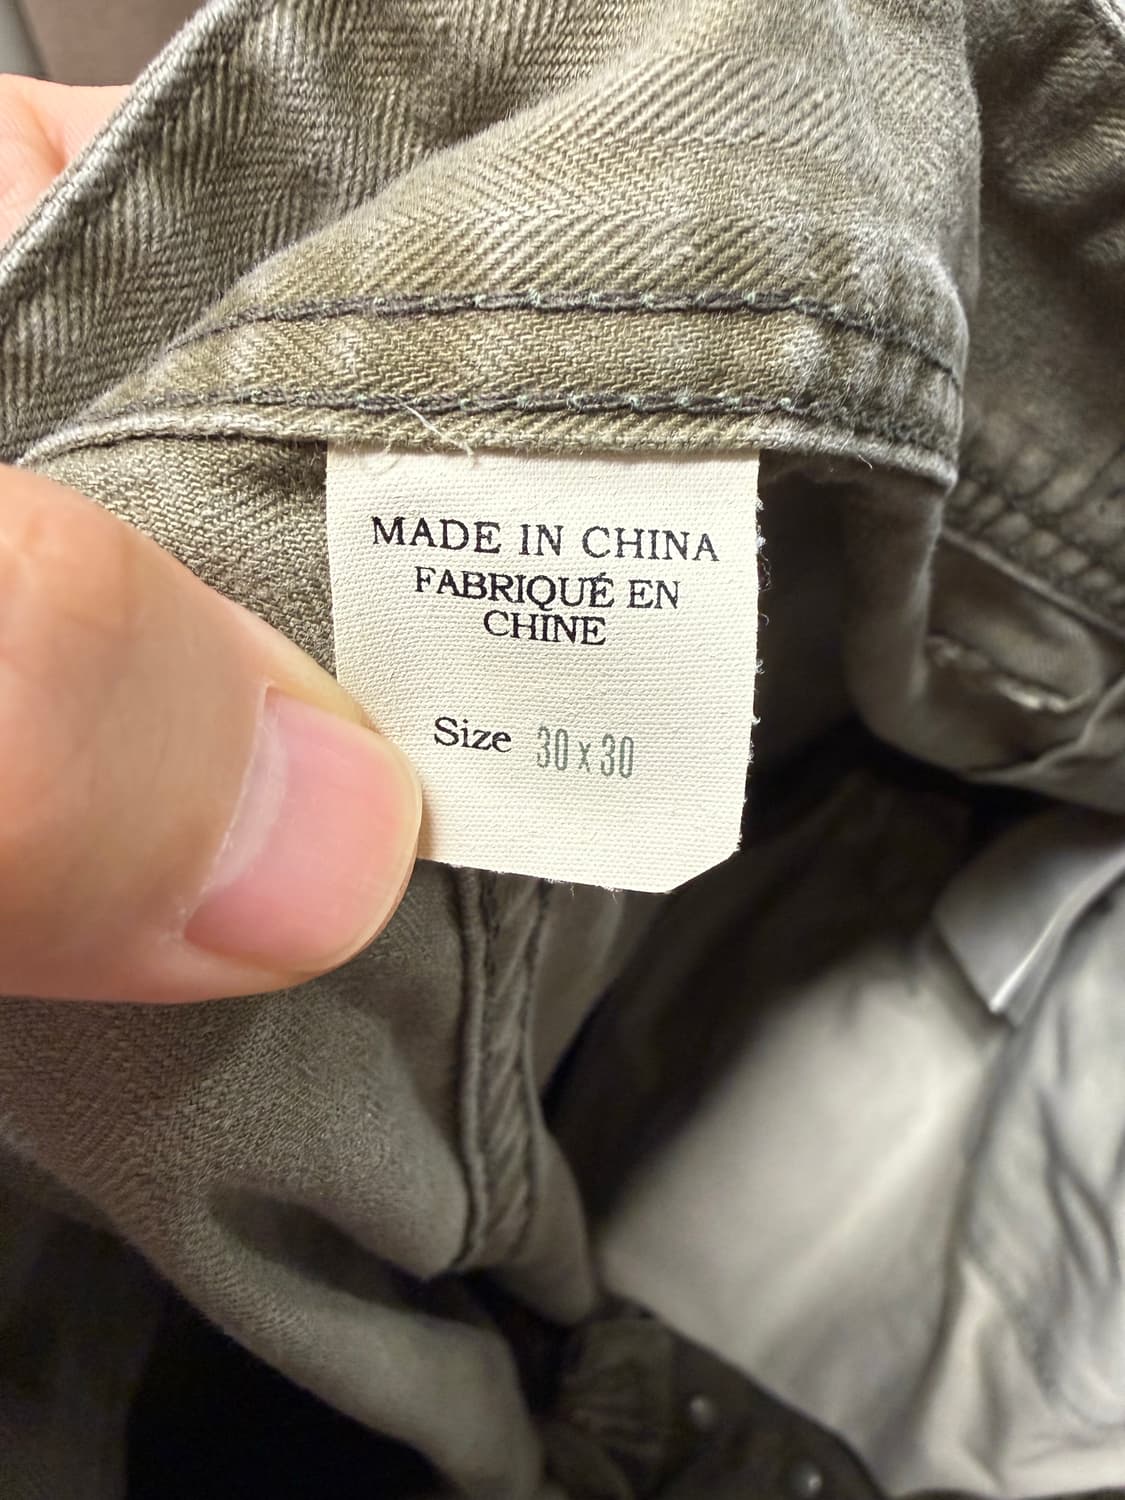 MADE IN CHINA
FABRIQUÉ EN
CHINE
Size 30 x 30